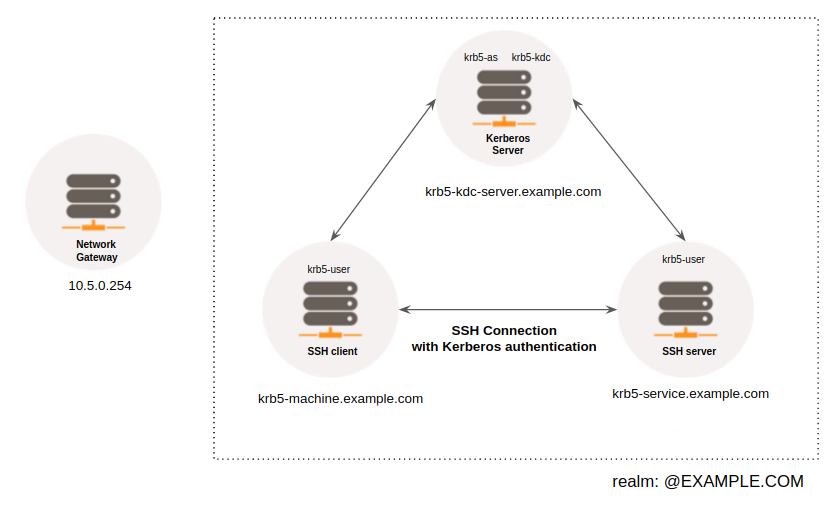 krb5-as krb5-kdc
Kerberos
Server
krb5-kdc-server.example.com
Network
Gateway
10.5.0.254
krb5-user
SSH client
krb5-machine.example.com
SSH Connection
with Kerberos authentication
krb5-user
SSH server
krb5-service.example.com
realm: @EXAMPLE.COM